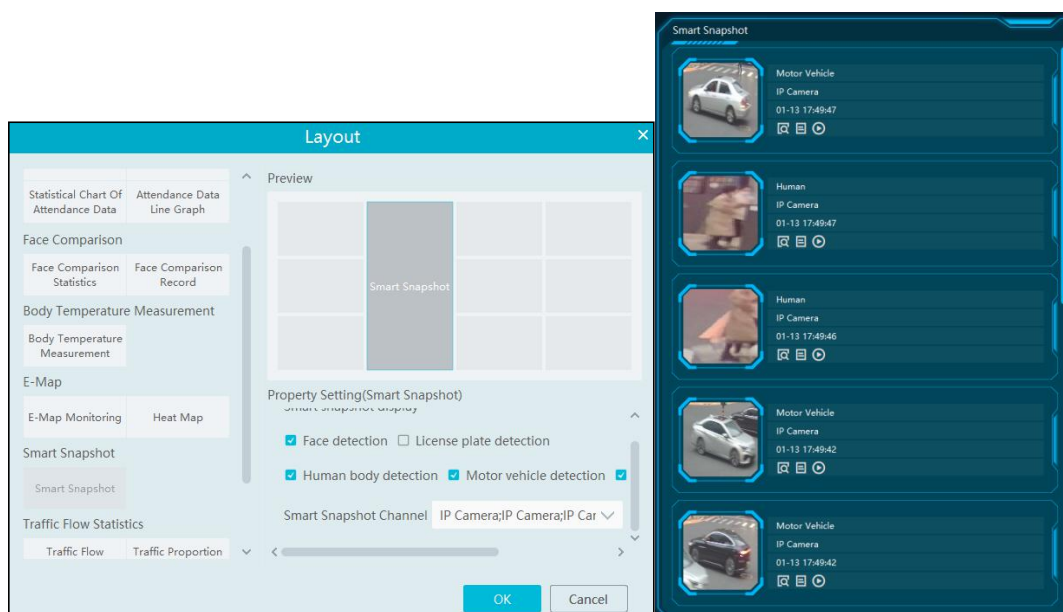 Layout
Statistical Chart Of
Attendance Data
Attendance Data
Line Graph
Face Comparison
Face Comparison
Statistics
Face Comparison
Record
Body Temperature Measurement
Body Temperature
Measurement
E-Map
E-Map Monitoring
Heat Map
Smart Snapshot
Smart Snapshot
Traffic Flow Statistics
Traffic Flow
Traffic Proportion
Preview
Smart Snapshot
Property Setting(Smart Snapshot)
Smart snapshot display
Face detection
License plate detection
Human body detection
Motor vehicle detection
Smart Snapshot Channel
IP Camera;IP Camera;IP Car
OK
Cancel
Smart Snapshot
Motor Vehicle
IP Camera
01-13 17:49:47
Human
IP Camera
01-13 17:49:47
Human
IP Camera
01-13 17:49:46
Motor Vehicle
IP Camera
01-13 17:49:42
Motor Vehicle
IP Camera
01-13 17:49:42